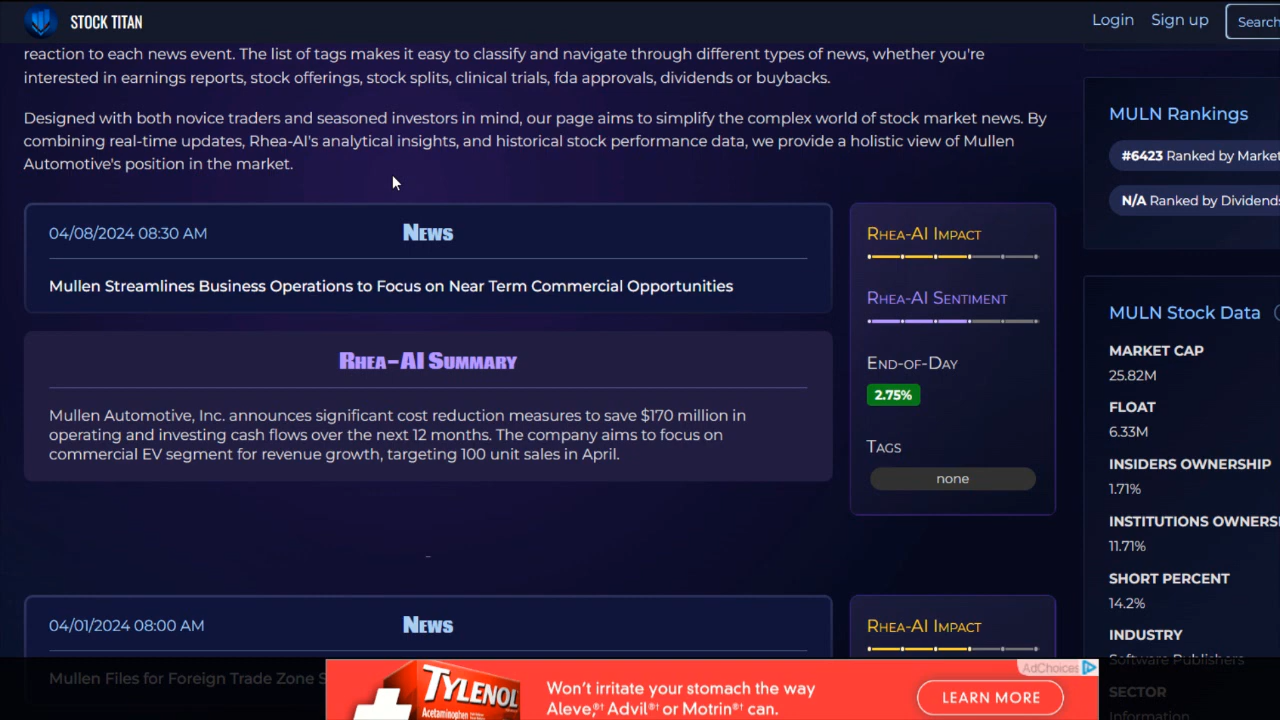 STOCK TITAN
Login Sign up Search
reaction to each news event. The list of tags makes it easy to classify and navigate through different types of news, whether you're
interested in earnings reports, stock offerings, stock splits, clinical trials, fda approvals, dividends or buybacks.
Designed with both novice traders and seasoned investors in mind, our page aims to simplify the complex world of stock market news. By
combining real-time updates, Rhea-AI's analytical insights, and historical stock performance data, we provide a holistic view of Mullen
Automotive's position in the market.
04/08/2024 08:30 AM News
Mullen Streamlines Business Operations to Focus on Near Term Commercial Opportunities
Rhea-AI Summary
Mullen Automotive, Inc. announces significant cost reduction measures to save $170 million in
operating and investing cash flows over the next 12 months. The company aims to focus on
commercial EV segment for revenue growth, targeting 100 unit sales in April.
Rhea-AI Impact
Rhea-AI Sentiment
End-of-Day
2.75%
Tags
none
04/01/2024 08:00 AM News
Mullen Files for Foreign Trade Zone S
Rhea-AI Impact
MULN Rankings
#6423 Ranked by Market
N/A Ranked by Dividends
MULN Stock Data
MARKET CAP
25.82M
FLOAT
6.33M
INSIDERS OWNERSHIP
1.71%
INSTITUTIONS OWNERS
11.71%
SHORT PERCENT
14.2%
INDUSTRY
Software Publishers
SECTOR
Information
TYLENOL
Acetaminophen
Won't irritate your stomach the way
Aleve,®† Advil®† or Motrin®† can.
LEARN MORE
AdChoices